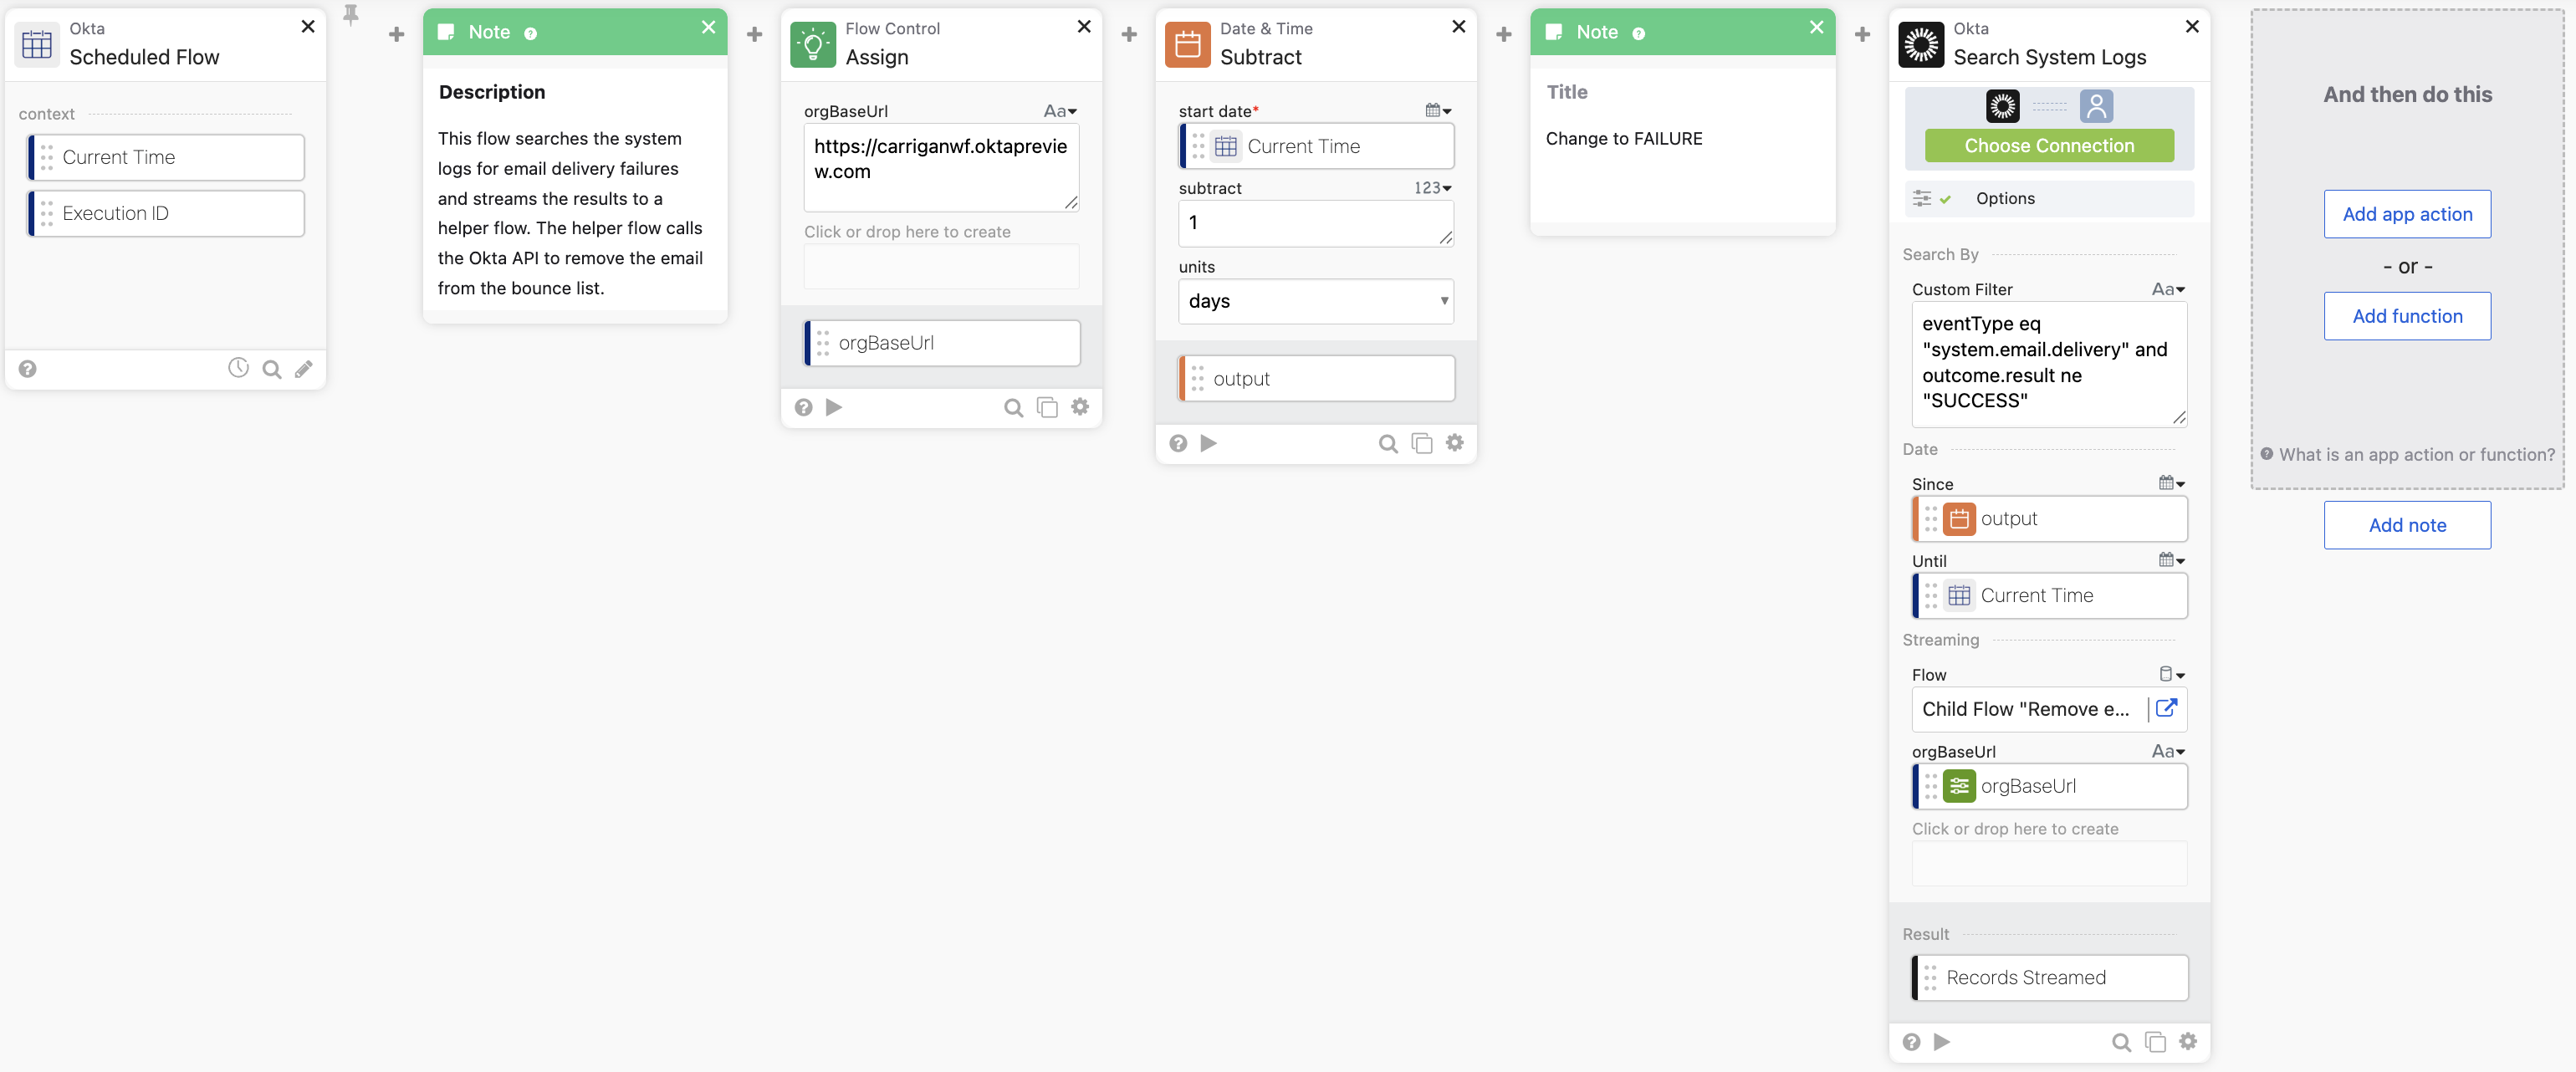 Okta
Scheduled Flow
context
Current Time
Execution ID
Note
Description
This flow searches the system
logs for email delivery failures
and streams the results to a
helper flow. The helper flow calls
the Okta API to remove the email
from the bounce list.
Flow Control
Assign
orgBaseUrl
Aa
https://carriganwf.oktaprevie
w.com
Click or drop here to create
orgBaseUrl
Date & Time
Subtract
start date*
Current Time
subtract
123
1
units
days
output
Note
Title
Change to FAILURE
Okta
Search System Logs
Choose Connection
Options
Search By
Custom Filter
Aa
eventType eq
"system.email.delivery" and
outcome.result ne
"SUCCESS"
Date
Since
output
Until
Current Time
Streaming
Flow
Child Flow "Remove e...
orgBaseUrl
Aa
orgBaseUrl
Click or drop here to create
Result
Records Streamed
And then do this
Add app action
- or -
Add function
What is an app action or function?
Add note